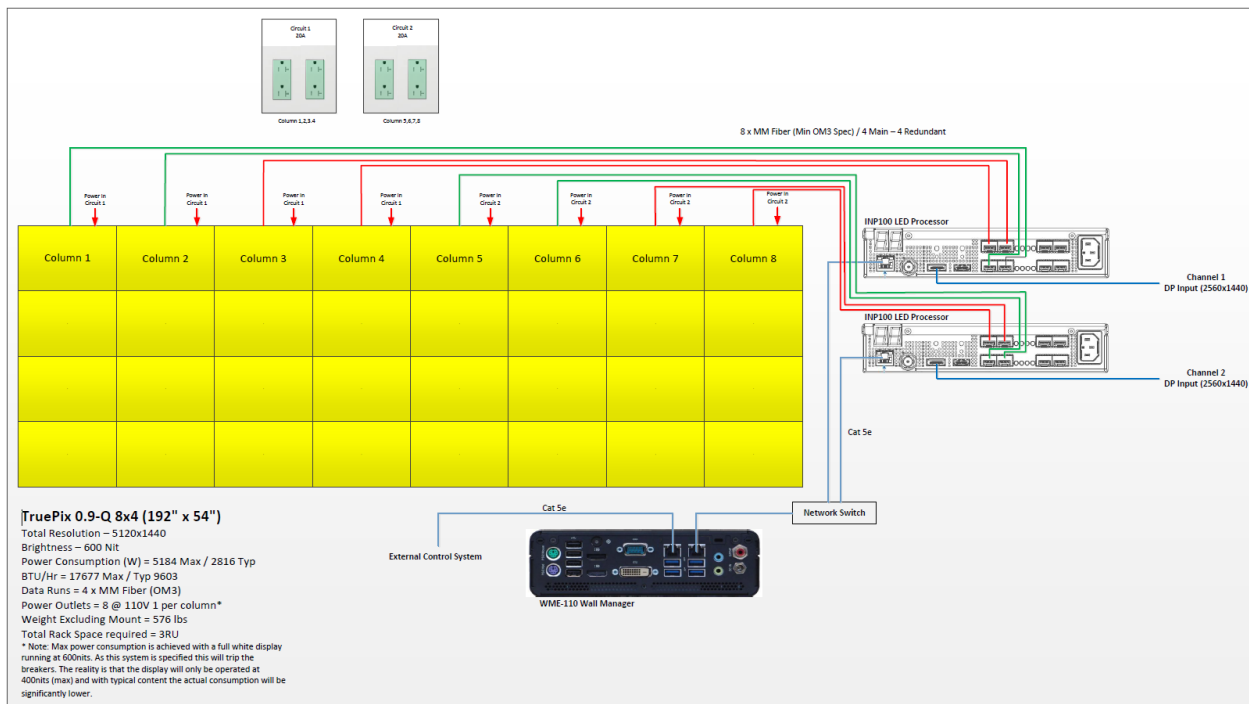 Circuit 1
20A
Circuit 2
20A
Column 1,2,3.4
Column 5,6,7,8
8 x MM Fiber (Min OM3 Spec) / 4 Main – 4 Redundant
Power In
Circuit 1
Power In
Circuit 1
Power In
Circuit 1
Power In
Circuit 1
Power In
Circuit 2
Power In
Circuit 2
Power In
Circuit 2
Power In
Circuit 2
Column 1
Column 2
Column 3
Column 4
Column 5
Column 6
Column 7
Column 8
INP100 LED Processor
Channel 1
DP Input (2560x1440)
INP100 LED Processor
Channel 2
DP Input (2560x1440)
Cat 5e
Network Switch
Cat 5e
External Control System
WME-110 Wall Manager
TruePix 0.9-Q 8x4 (192" x 54")
Total Resolution – 5120x1440
Brightness – 600 Nit
Power Consumption (W) = 5184 Max / 2816 Typ
BTU/Hr = 17677 Max / Typ 9603
Data Runs = 4 x MM Fiber (OM3)
Power Outlets = 8 @ 110V 1 per column*
Weight Excluding Mount = 576 lbs
Total Rack Space required = 3RU
* Note: Max power consumption is achieved with a full white display
running at 600nits. As this system is specified this will trip the
breakers. The reality is that the display will only be operated at
400nits (max) and with typical content the actual consumption will be
significantly lower.